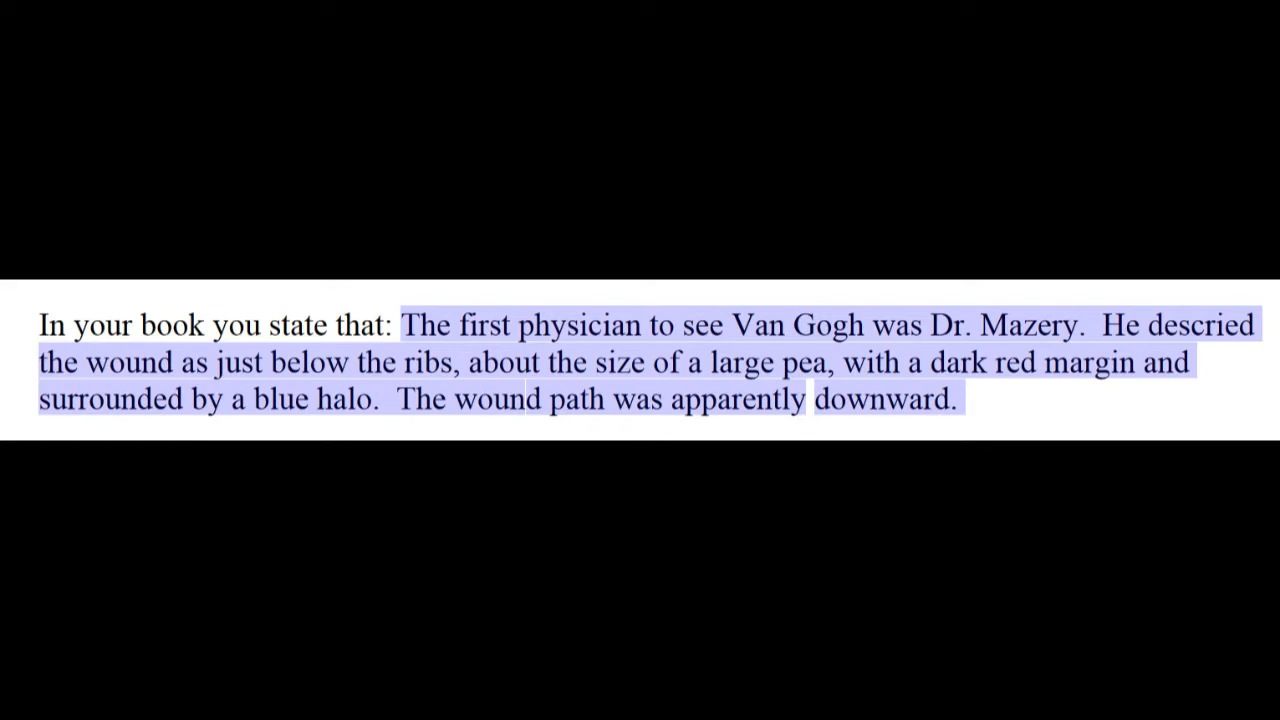 In your book you state that: The first physician to see Van Gogh was Dr. Mazery.  He descried
the wound as just below the ribs, about the size of a large pea, with a dark red margin and
surrounded by a blue halo.  The wound path was apparently downward.